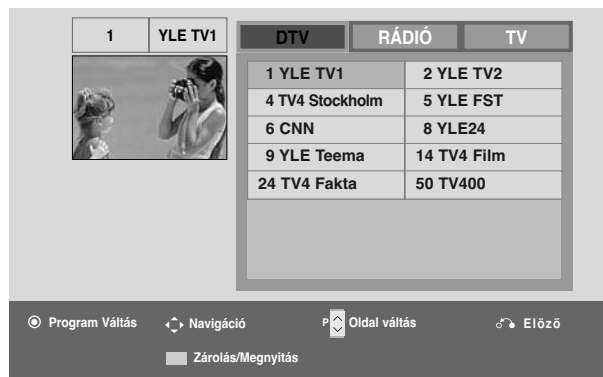 1 YLE TV1
DTV RÁDIÓ TV
1 YLE TV1 2 YLE TV2
4 TV4 Stockholm 5 YLE FST
6 CNN 8 YLE24
9 YLE Teema 14 TV4 Film
24 TV4 Fakta 50 TV400
Program Váltás Navigáció P Oldal váltás Elöző
Zárolás/Megnyitás